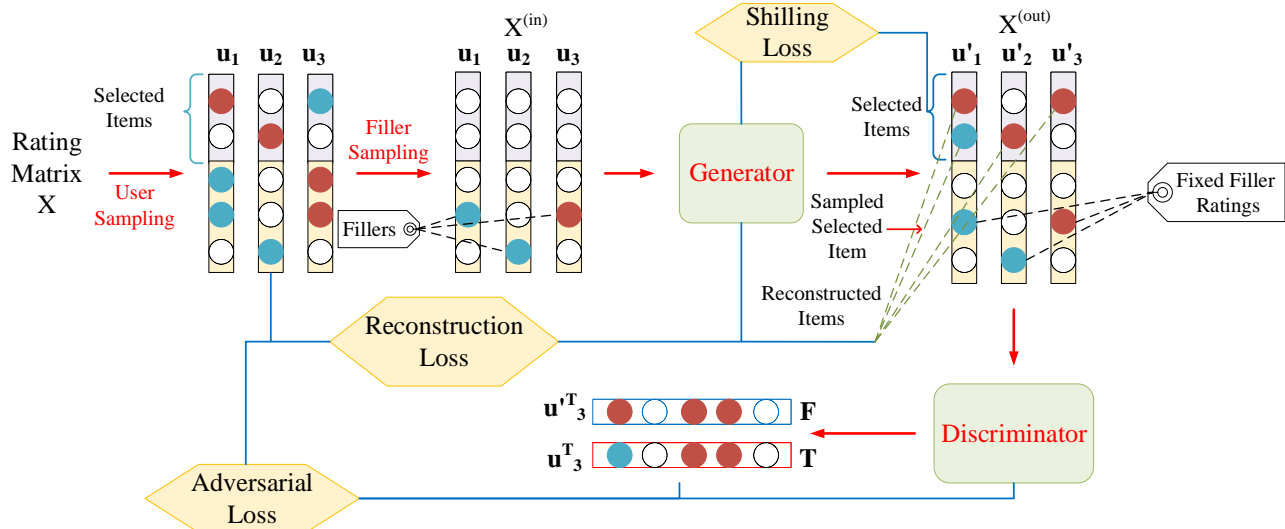 Rating
Matrix
X
User
Sampling
Selected
Items
u1 u2 u3
Filler
Sampling
Fillers
X(in)
u1 u2 u3
Generator
Shilling
Loss
X(out)
u'1 u'2 u'3
Selected
Items
Sampled
Selected
Item
Reconstructed
Items
Fixed Filler
Ratings
Reconstruction
Loss
u'T3 F
uT3 T
Discriminator
Adversarial
Loss